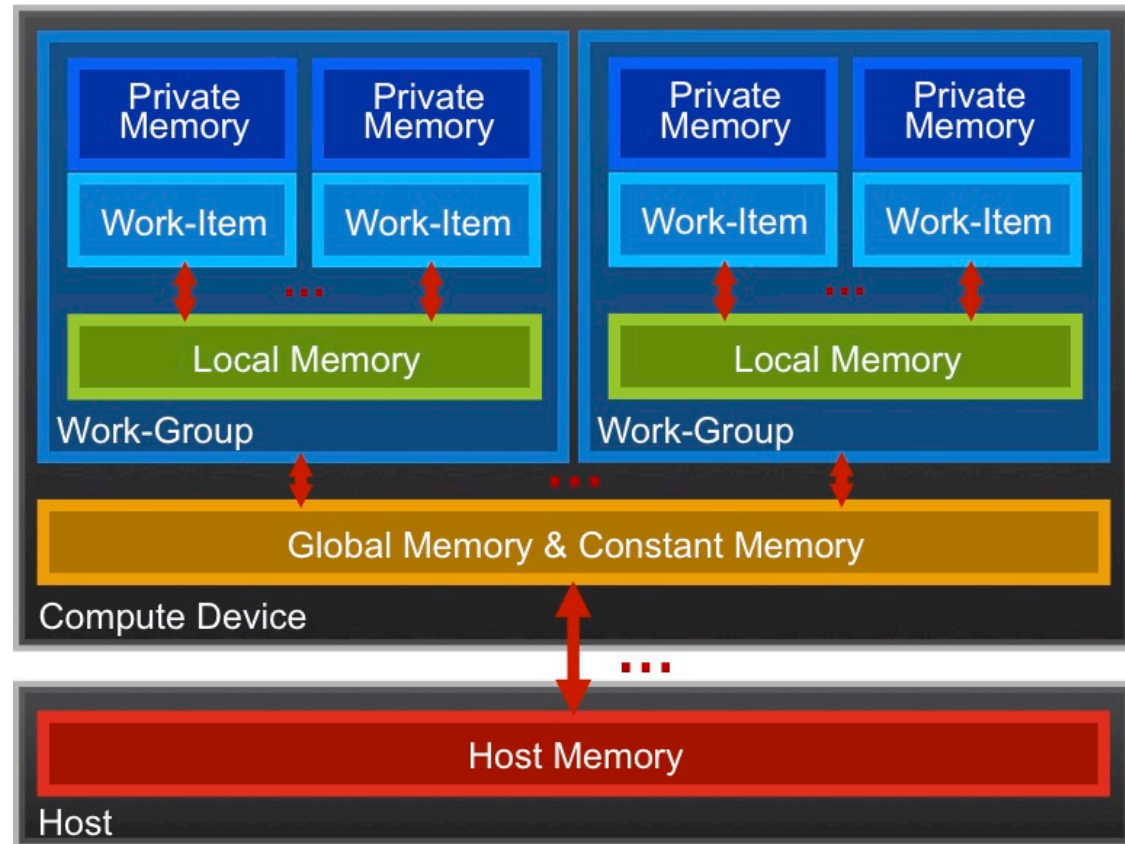 Private
Memory
Private
Memory
Private
Memory
Private
Memory
Work-Item
Work-Item
Work-Item
Work-Item
...
...
Local Memory
Local Memory
Work-Group
Work-Group
...
Global Memory & Constant Memory
Compute Device
...
Host Memory
Host